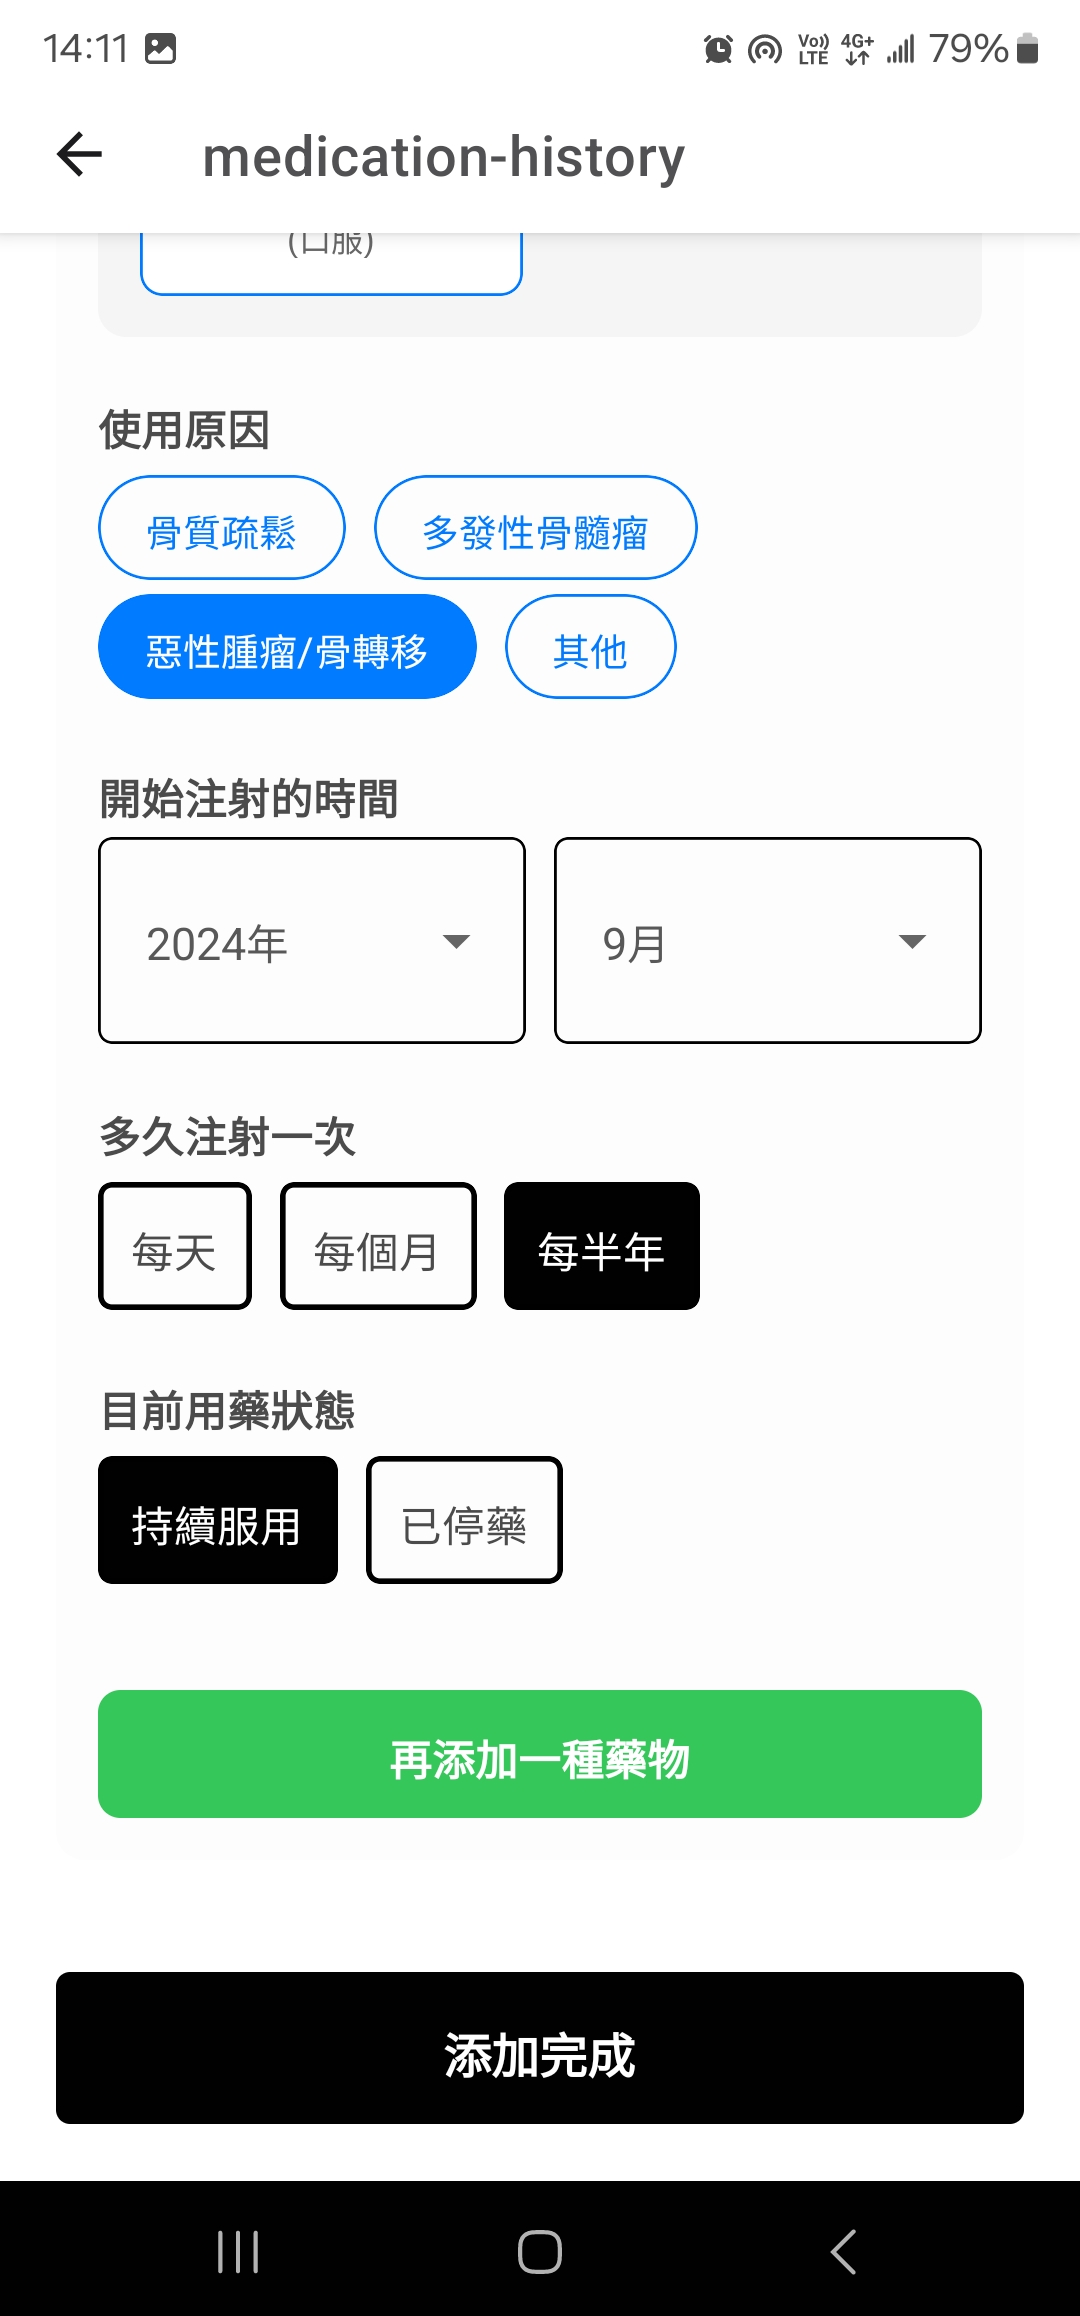 14:11 Vo)) LTE 4G+ 79%
medication-history
(口服)
使用原因
骨質疏鬆 多發性骨髓瘤
惡性腫瘤/骨轉移 其他
開始注射的時間
2024年 9月
多久注射一次
每天 每個月 每半年
目前用藥狀態
持續服用 已停藥
再添加一種藥物
添加完成